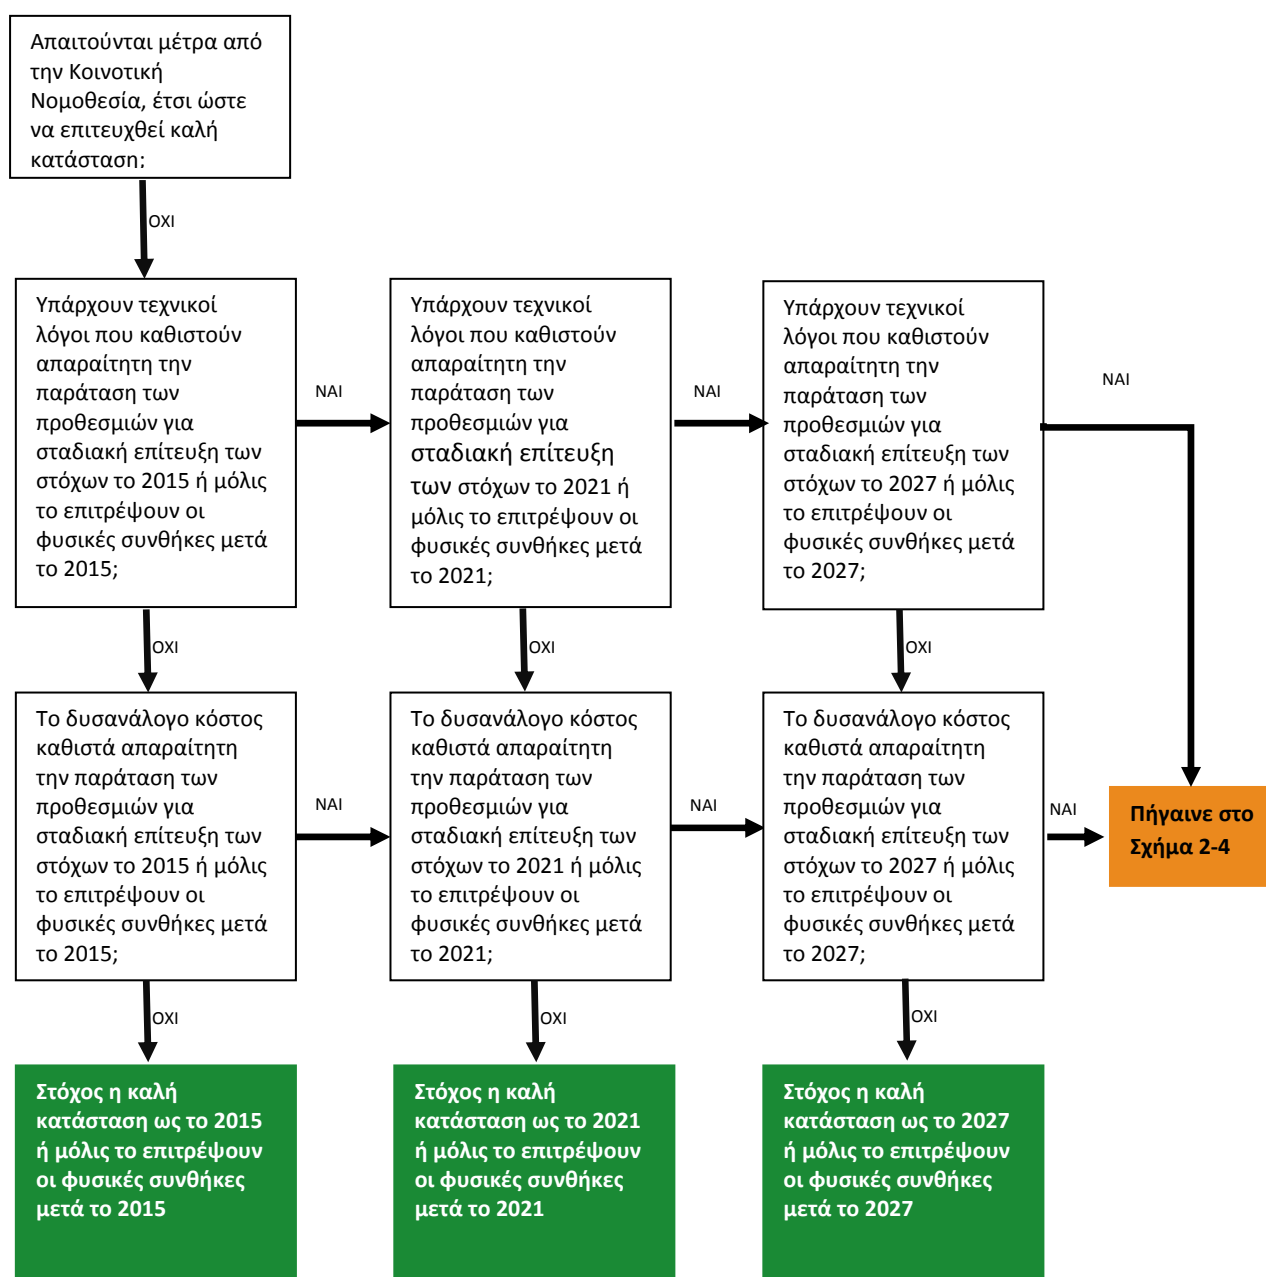 Απαιτούνται μέτρα από
την Κοινοτική
Νομοθεσία, έτσι ώστε
να επιτευχθεί καλή
κατάσταση;
ΟΧΙ
Υπάρχουν τεχνικοί
λόγοι που καθιστούν
απαραίτητη την
παράταση των
προθεσμιών για
σταδιακή επίτευξη των
στόχων το 2015 ή μόλις
το επιτρέψουν οι
φυσικές συνθήκες μετά
το 2015;
ΝΑΙ
Υπάρχουν τεχνικοί
λόγοι που καθιστούν
απαραίτητη την
παράταση των
προθεσμιών για
σταδιακή επίτευξη
των στόχων το 2021 ή
μόλις το επιτρέψουν οι
φυσικές συνθήκες μετά
το 2021;
ΝΑΙ
Υπάρχουν τεχνικοί
λόγοι που καθιστούν
απαραίτητη την
παράταση των
προθεσμιών για
σταδιακή επίτευξη των
στόχων το 2027 ή μόλις
το επιτρέψουν οι
φυσικές συνθήκες μετά
το 2027;
ΝΑΙ
ΟΧΙ
ΟΧΙ
ΟΧΙ
Το δυσανάλογο κόστος
καθιστά απαραίτητη
την παράταση των
προθεσμιών για
σταδιακή επίτευξη των
στόχων το 2015 ή μόλις
το επιτρέψουν οι
φυσικές συνθήκες μετά
το 2015;
ΝΑΙ
Το δυσανάλογο κόστος
καθιστά απαραίτητη
την παράταση των
προθεσμιών για
σταδιακή επίτευξη των
στόχων το 2021 ή μόλις
το επιτρέψουν οι
φυσικές συνθήκες μετά
το 2021;
ΝΑΙ
Το δυσανάλογο κόστος
καθιστά απαραίτητη
την παράταση των
προθεσμιών για
σταδιακή επίτευξη των
στόχων το 2027 ή μόλις
το επιτρέψουν οι
φυσικές συνθήκες μετά
το 2027;
ΝΑΙ
Πήγαινε στο
Σχήμα 2-4
ΟΧΙ
ΟΧΙ
ΟΧΙ
Στόχος η καλή
κατάσταση ως το 2015
ή μόλις το επιτρέψουν
οι φυσικές συνθήκες
μετά το 2015
Στόχος η καλή
κατάσταση ως το 2021
ή μόλις το επιτρέψουν
οι φυσικές συνθήκες
μετά το 2021
Στόχος η καλή
κατάσταση ως το 2027
ή μόλις το επιτρέψουν
οι φυσικές συνθήκες
μετά το 2027